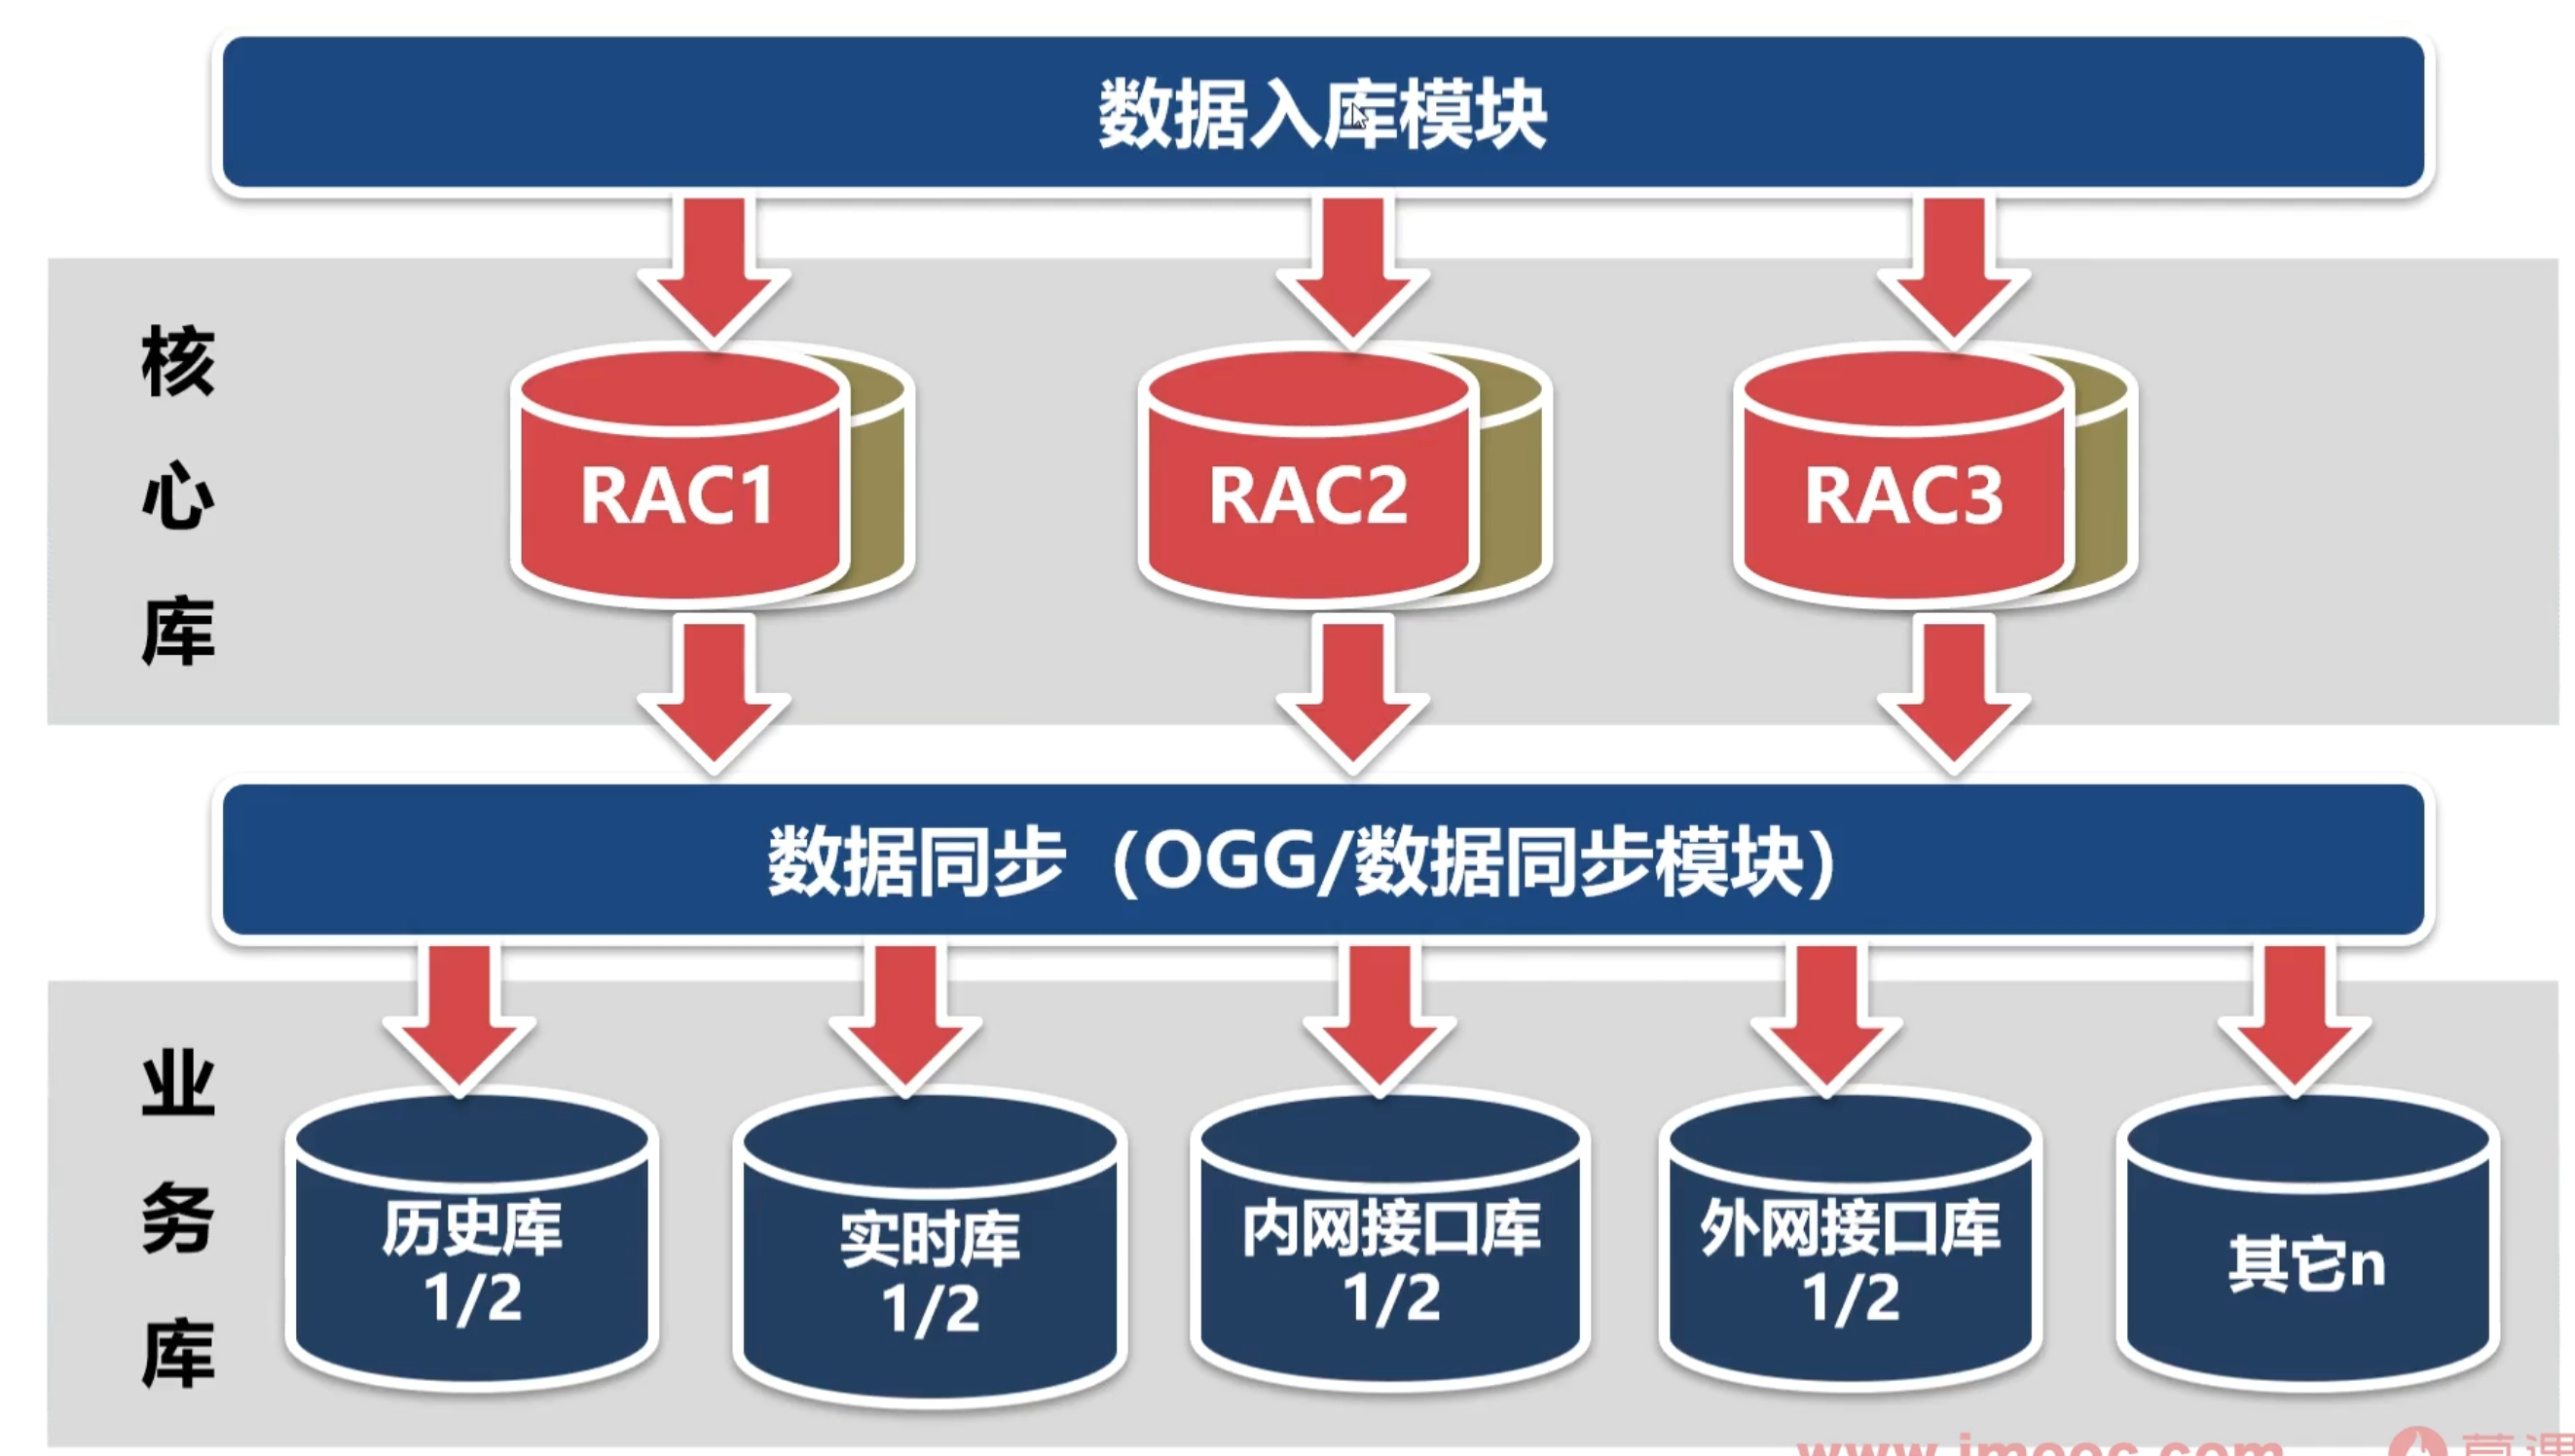 数据入库模块
核
心
库
RAC1
RAC2
RAC3
数据同步（OGG/数据同步模块）
业
务
库
历史库
1/2
实时库
1/2
内网接口库
1/2
外网接口库
1/2
其它n
www.imooc.com